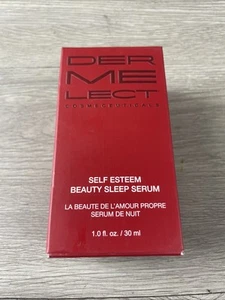 DER
ME
LECT
COSMECEUTICALS
SELF ESTEEM
BEAUTY SLEEP SERUM
LA BEAUTE DE L'AMOUR PROPRE
SERUM DE NUIT
1.0 fl. oz. / 30 ml